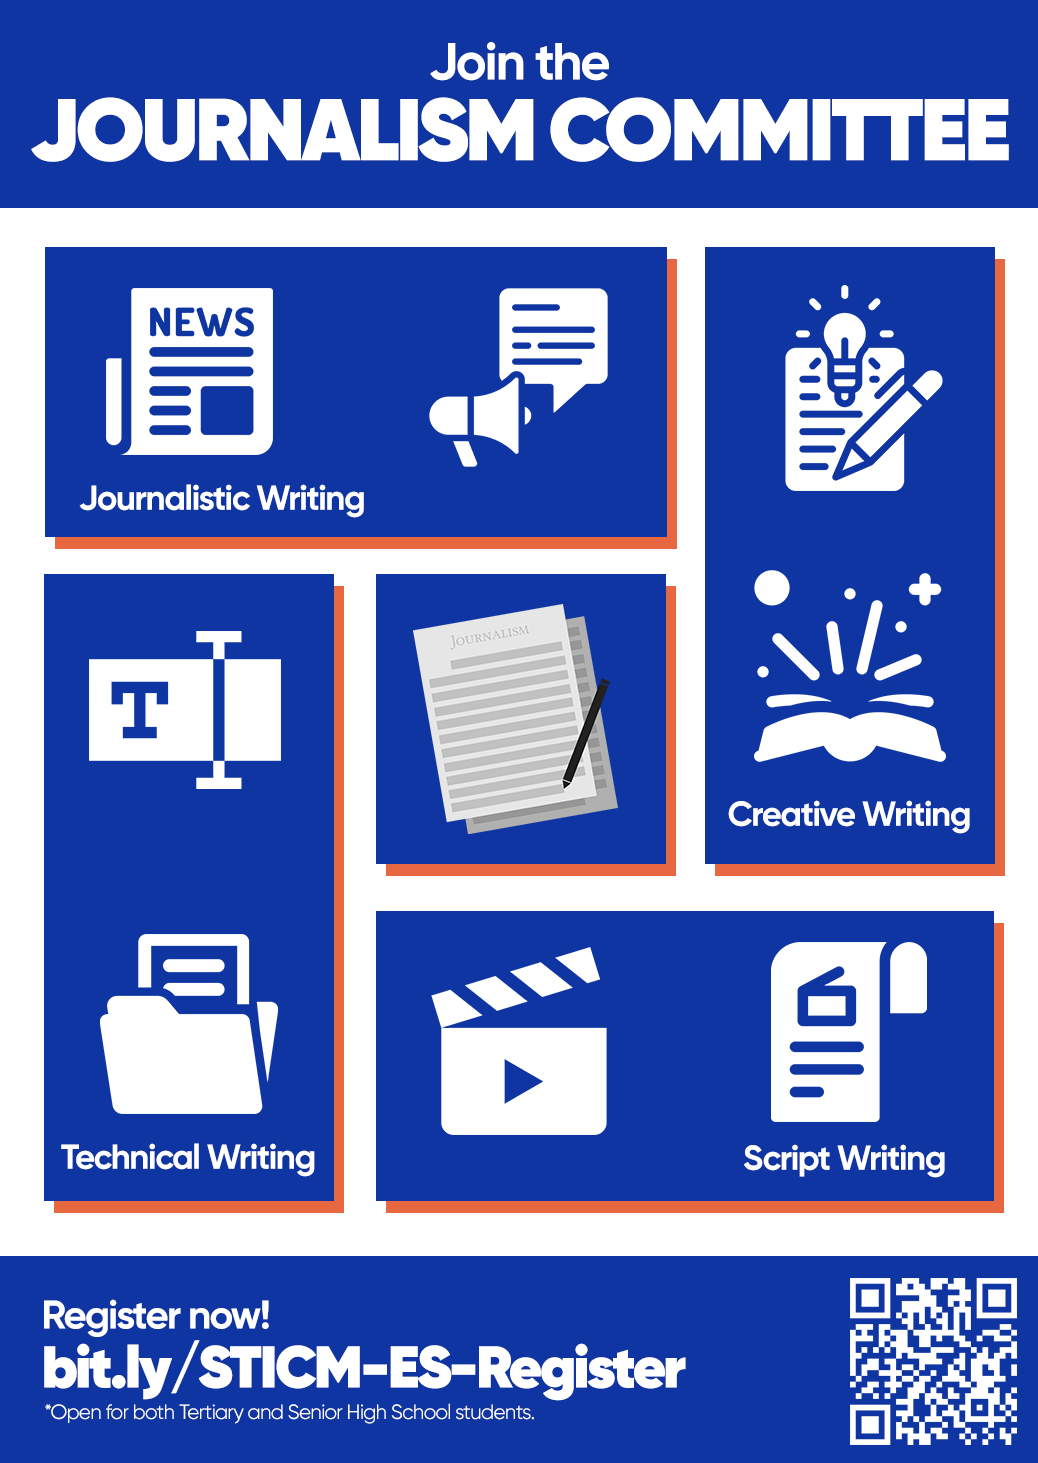 Join the
JOURNALISM COMMITTEE
NEWS
Journalistic Writing
T
JOURNALISM
Creative Writing
Technical Writing
Script Writing
Register now!
bit.ly/STICM-ES-Register
*Open for both Tertiary and Senior High School students.